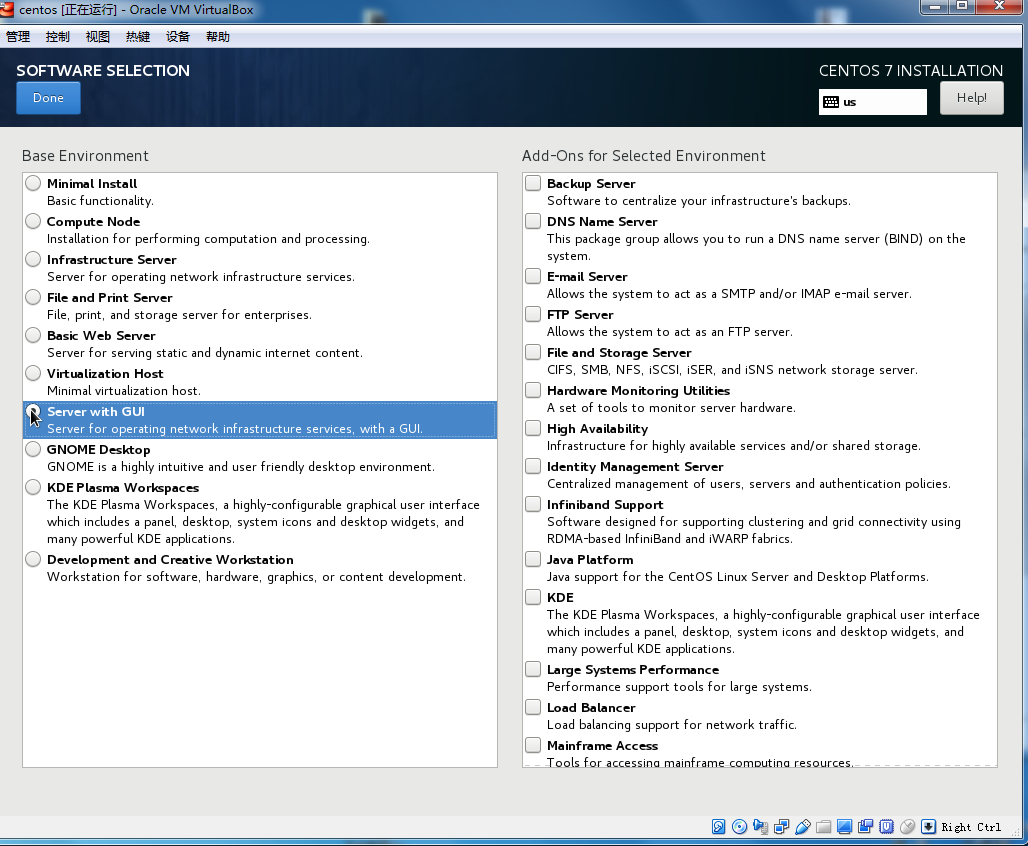 centos [正在运行] - Oracle VM VirtualBox
管理 控制 视图 热键 设备 帮助
SOFTWARE SELECTION
CENTOS 7 INSTALLATION
Done
us
Help!
Base Environment
Minimal Install
Basic functionality.
Compute Node
Installation for performing computation and processing.
Infrastructure Server
Server for operating network infrastructure services.
File and Print Server
File, print, and storage server for enterprises.
Basic Web Server
Server for serving static and dynamic internet content.
Virtualization Host
Minimal virtualization host.
Server with GUI
Server for operating network infrastructure services, with a GUI.
GNOME Desktop
GNOME is a highly intuitive and user friendly desktop environment.
KDE Plasma Workspaces
The KDE Plasma Workspaces, a highly-configurable graphical user interface
which includes a panel, desktop, system icons and desktop widgets, and
many powerful KDE applications.
Development and Creative Workstation
Workstation for software, hardware, graphics, or content development.
Add-Ons for Selected Environment
Backup Server
Software to centralize your infrastructure's backups.
DNS Name Server
This package group allows you to run a DNS name server (BIND) on the
system.
E-mail Server
Allows the system to act as a SMTP and/or IMAP e-mail server.
FTP Server
Allows the system to act as an FTP server.
File and Storage Server
CIFS, SMB, NFS, iSCSI, iSER, and iSNS network storage server.
Hardware Monitoring Utilities
A set of tools to monitor server hardware.
High Availability
Infrastructure for highly available services and/or shared storage.
Identity Management Server
Centralized management of users, servers and authentication policies.
Infiniband Support
Software designed for supporting clustering and grid connectivity using
RDMA-based InfiniBand and iWARP fabrics.
Java Platform
Java support for the CentOS Linux Server and Desktop Platforms.
KDE
The KDE Plasma Workspaces, a highly-configurable graphical user interface
which includes a panel, desktop, system icons and desktop widgets, and
many powerful KDE applications.
Large Systems Performance
Performance support tools for large systems.
Load Balancer
Load balancing support for network traffic.
Mainframe Access
Tools for accessing mainframe computing resources.
Right Ctrl